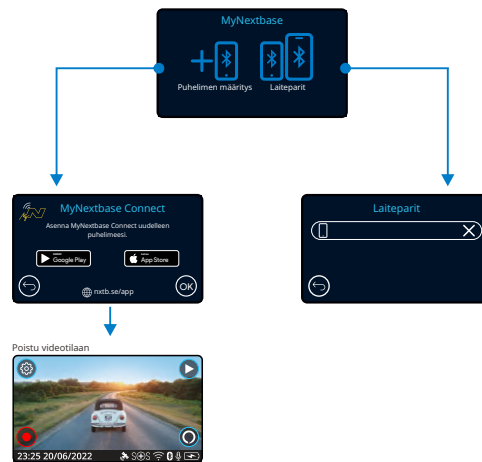 MyNextbase
Puhelimen määritys
Laiteparit
MyNextbase Connect
Asenna MyNextbase Connect uudelleen
puhelimeesi.
Google Play
App Store
OK
nxtb.se/app
Laiteparit
Poistu videotilaan
23:25 20/06/2022
SOS